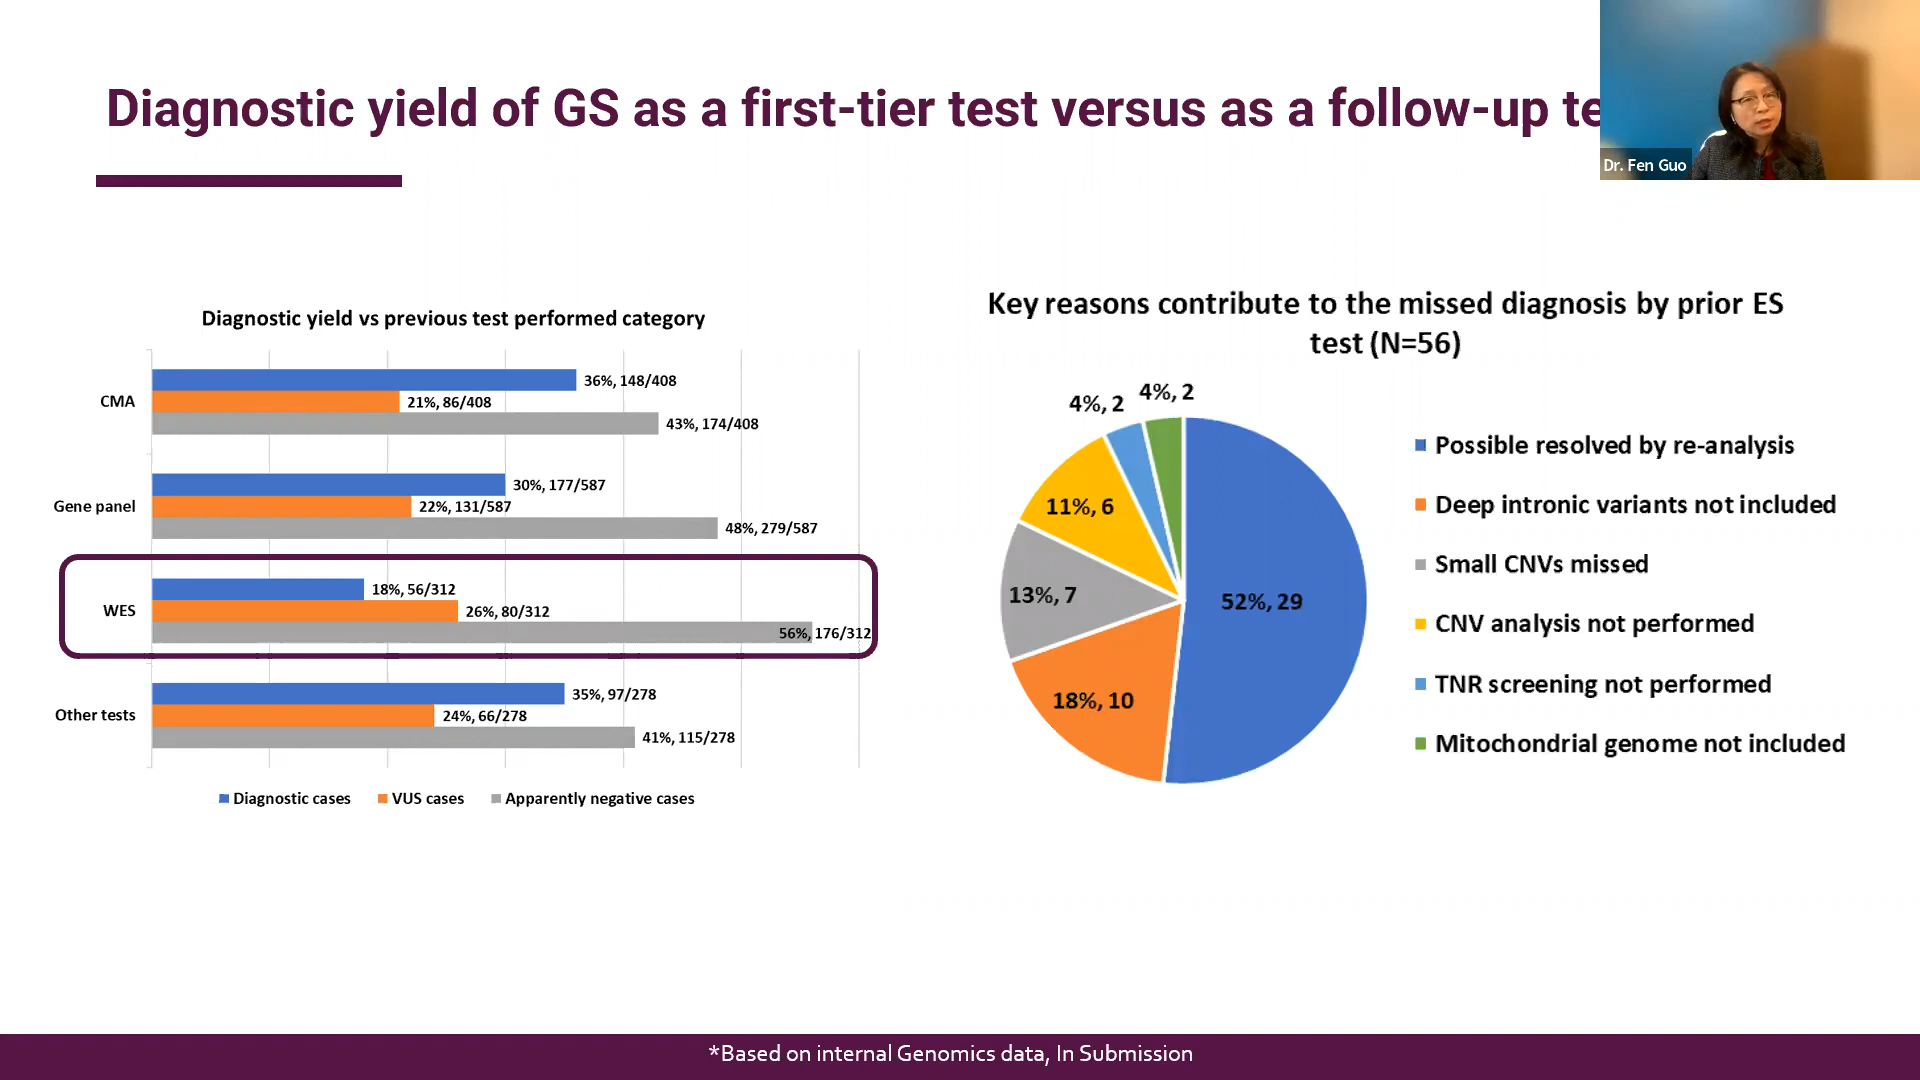 Diagnostic yield of GS as a first-tier test versus as a follow-up te
Dr. Fen Guo
Diagnostic yield vs previous test performed category
CMA
36%, 148/408
21%, 86/408
43%, 174/408
Gene panel
30%, 177/587
22%, 131/587
48%, 279/587
WES
18%, 56/312
26%, 80/312
56%, 176/312
Other tests
35%, 97/278
24%, 66/278
41%, 115/278
Diagnostic cases
VUS cases
Apparently negative cases
Key reasons contribute to the missed diagnosis by prior ES
test (N=56)
4%, 2
4%, 2
11%, 6
13%, 7
52%, 29
18%, 10
Possible resolved by re-analysis
Deep intronic variants not included
Small CNVs missed
CNV analysis not performed
TNR screening not performed
Mitochondrial genome not included
*Based on internal Genomics data, In Submission